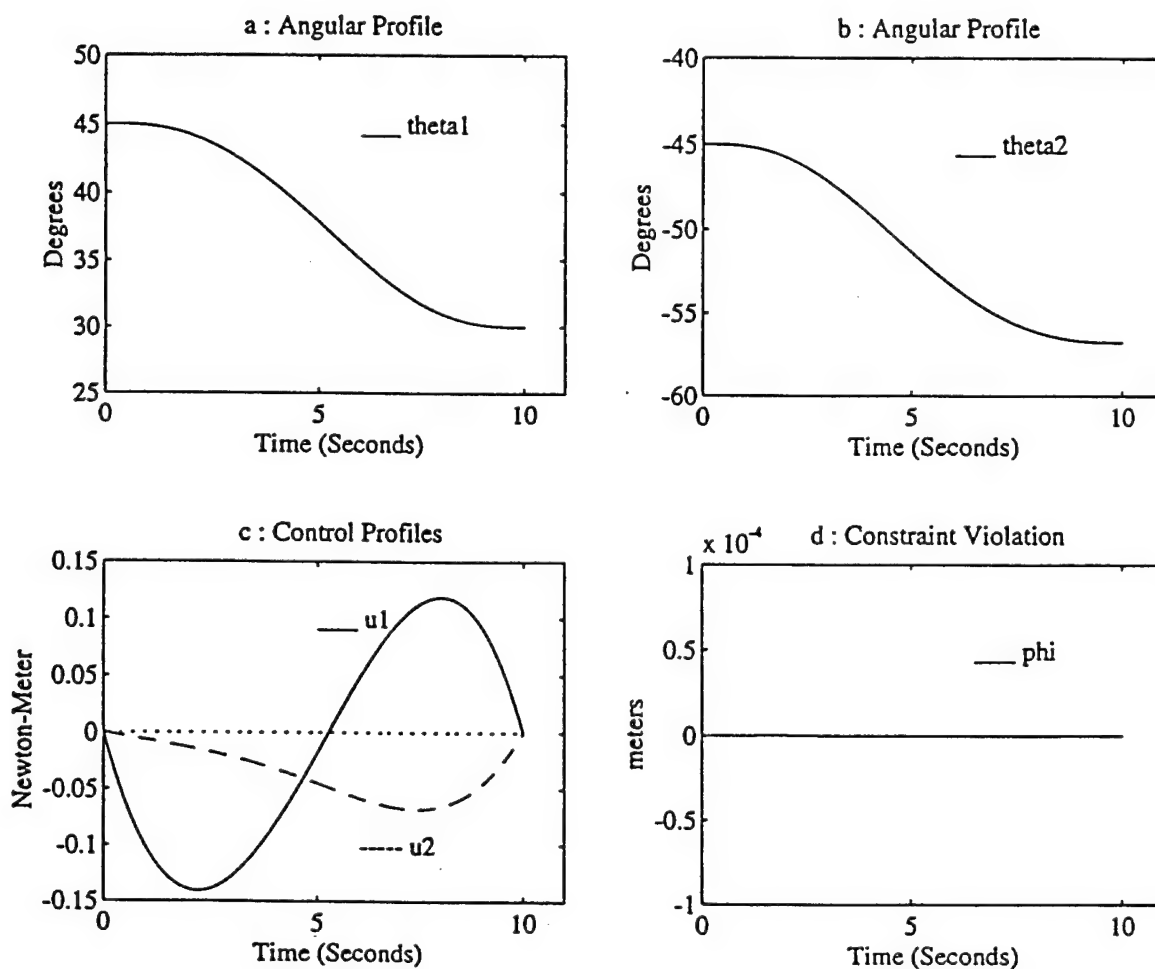 a : Angular Profile
50
45
40
35
30
25
Degrees
theta1
0 5 10
Time (Seconds)
b : Angular Profile
-40
-45
-50
-55
-60
Degrees
theta2
0 5 10
Time (Seconds)
c : Control Profiles
0.15
0.1
0.05
0
-0.05
-0.1
-0.15
Newton-Meter
u1
u2
0 5 10
Time (Seconds)
d : Constraint Violation
x 10⁻⁴
1
0.5
0
-0.5
-1
meters
phi
0 5 10
Time (Seconds)